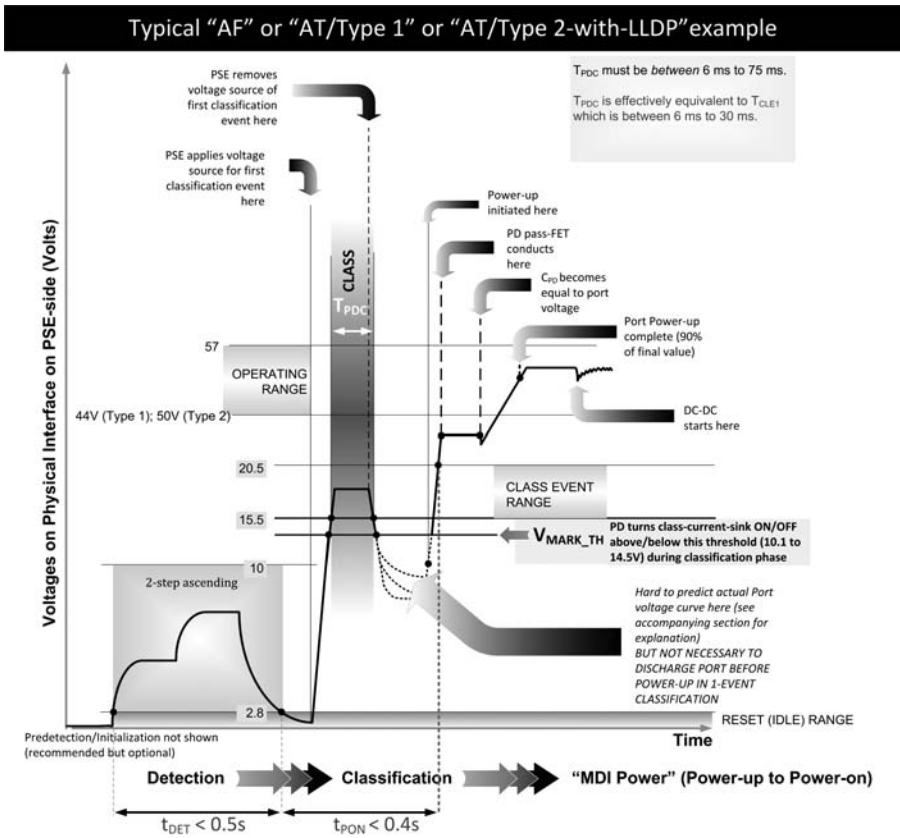 Typical “AF” or “AT/Type 1” or “AT/Type 2-with-LLDP”example
Voltages on Physical Interface on PSE-side (Volts)
PSE removes
voltage source of
first classification
event here
PSE applies voltage
source for first
classification event
here
T_PDC must be between 6 ms to 75 ms.
T_PDC is effectively equivalent to T_CLE1
which is between 6 ms to 30 ms.
Power-up
initiated here
PD pass-FET
conducts
here
C_PD becomes
equal to port
voltage
Port Power-up
complete (90%
of final value)
DC-DC
starts here
CLASS
T_PDC
57
OPERATING
RANGE
44V (Type 1); 50V (Type 2)
20.5
CLASS EVENT
RANGE
15.5
V_MARK_TH
PD turns class-current-sink ON/OFF
above/below this threshold (10.1 to
14.5V) during classification phase
10
2-step ascending
Hard to predict actual Port
voltage curve here (see
accompanying section for
explanation)
BUT NOT NECESSARY TO
DISCHARGE PORT BEFORE
POWER-UP IN 1-EVENT
CLASSIFICATION
2.8
RESET (IDLE) RANGE
Time
Predetection/Initialization not shown
(recommended but optional)
Detection
Classification
“MDI Power” (Power-up to Power-on)
t_DET < 0.5s
t_PON < 0.4s